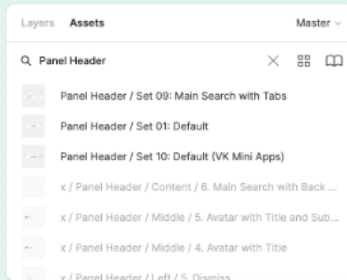 Layers Assets Master
Panel Header
Panel Header / Set 09: Main Search with Tabs
Panel Header / Set 01: Default
Panel Header / Set 10: Default (VK Mini Apps)
x / Panel Header / Content / 6. Main Search with Back ...
x / Panel Header / Middle / 5. Avatar with Title and Sub...
x / Panel Header / Middle / 4. Avatar with Title
x / Panel Header / Left / 5. Dismiss